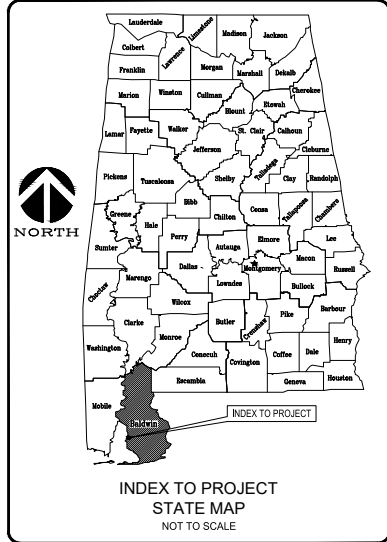 Lauderdale
Limestone
Madison
Jackson
Colbert
Lawrence
Franklin
Morgan
Marshall
Dekalb
Marion
Winston
Cullman
Cherokee
Etowah
Blount
Lamar
Fayette
Walker
St. Clair
Calhoun
Jefferson
Cleburne
Talladega
Pickens
Tuscaloosa
Shelby
Clay
Randolph
Bibb
Greene
Hale
Chilton
Coosa
Tallapoosa
Chambers
NORTH
Sumter
Perry
Autauga
Elmore
Lee
Macon
Dallas
Montgomery
Russell
Choctaw
Marengo
Lowndes
Bullock
Wilcox
Clarke
Butler
Crenshaw
Pike
Barbour
Washington
Monroe
Conecuh
Covington
Coffee
Dale
Henry
Escambia
Geneva
Houston
Mobile
Baldwin
INDEX TO PROJECT
INDEX TO PROJECT
STATE MAP
NOT TO SCALE